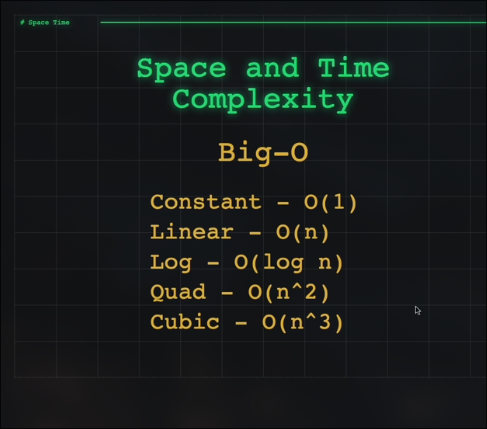 # Space Time
Space and Time
Complexity
Big-O
Constant - O(1)
Linear - O(n)
Log - O(log n)
Quad - O(n^2)
Cubic - O(n^3)